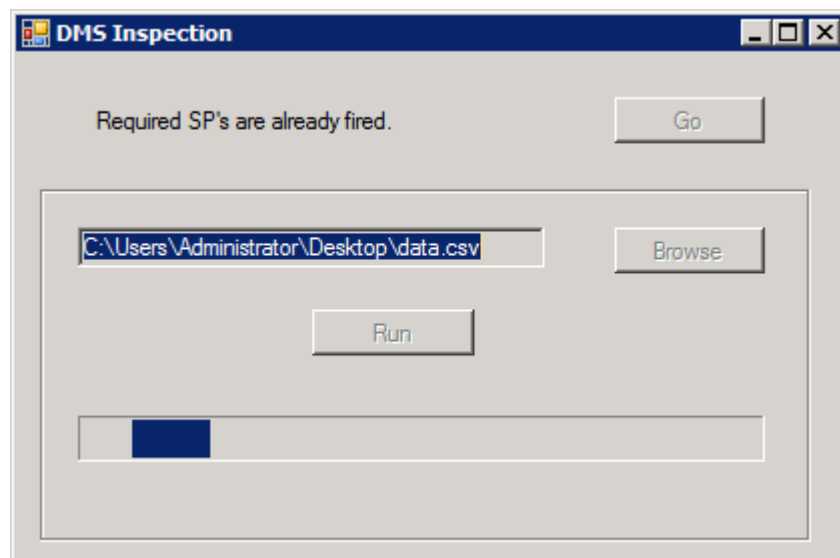 DMS Inspection
Required SP's are already fired.
Go
C:\Users\Administrator\Desktop\data.csv
Browse
Run